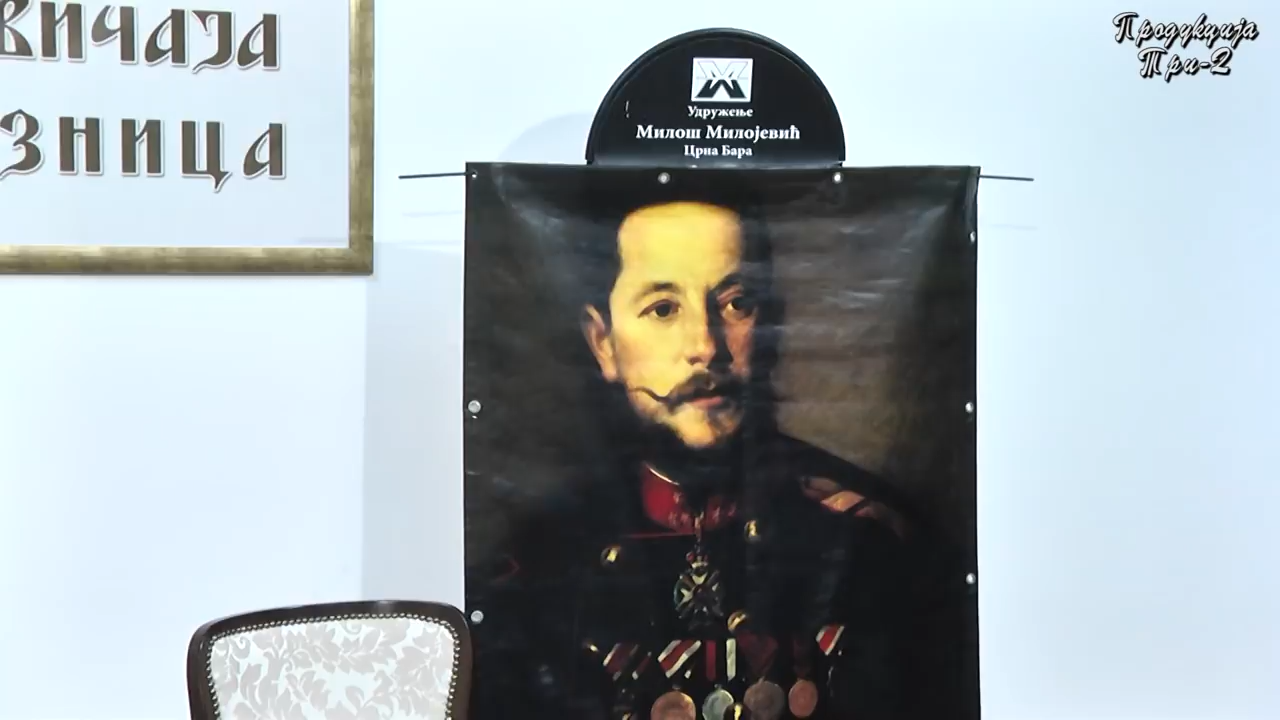 вичаја
зница
Удружење
Милош Милојевић
Црна Бара
Продукција
Три-2